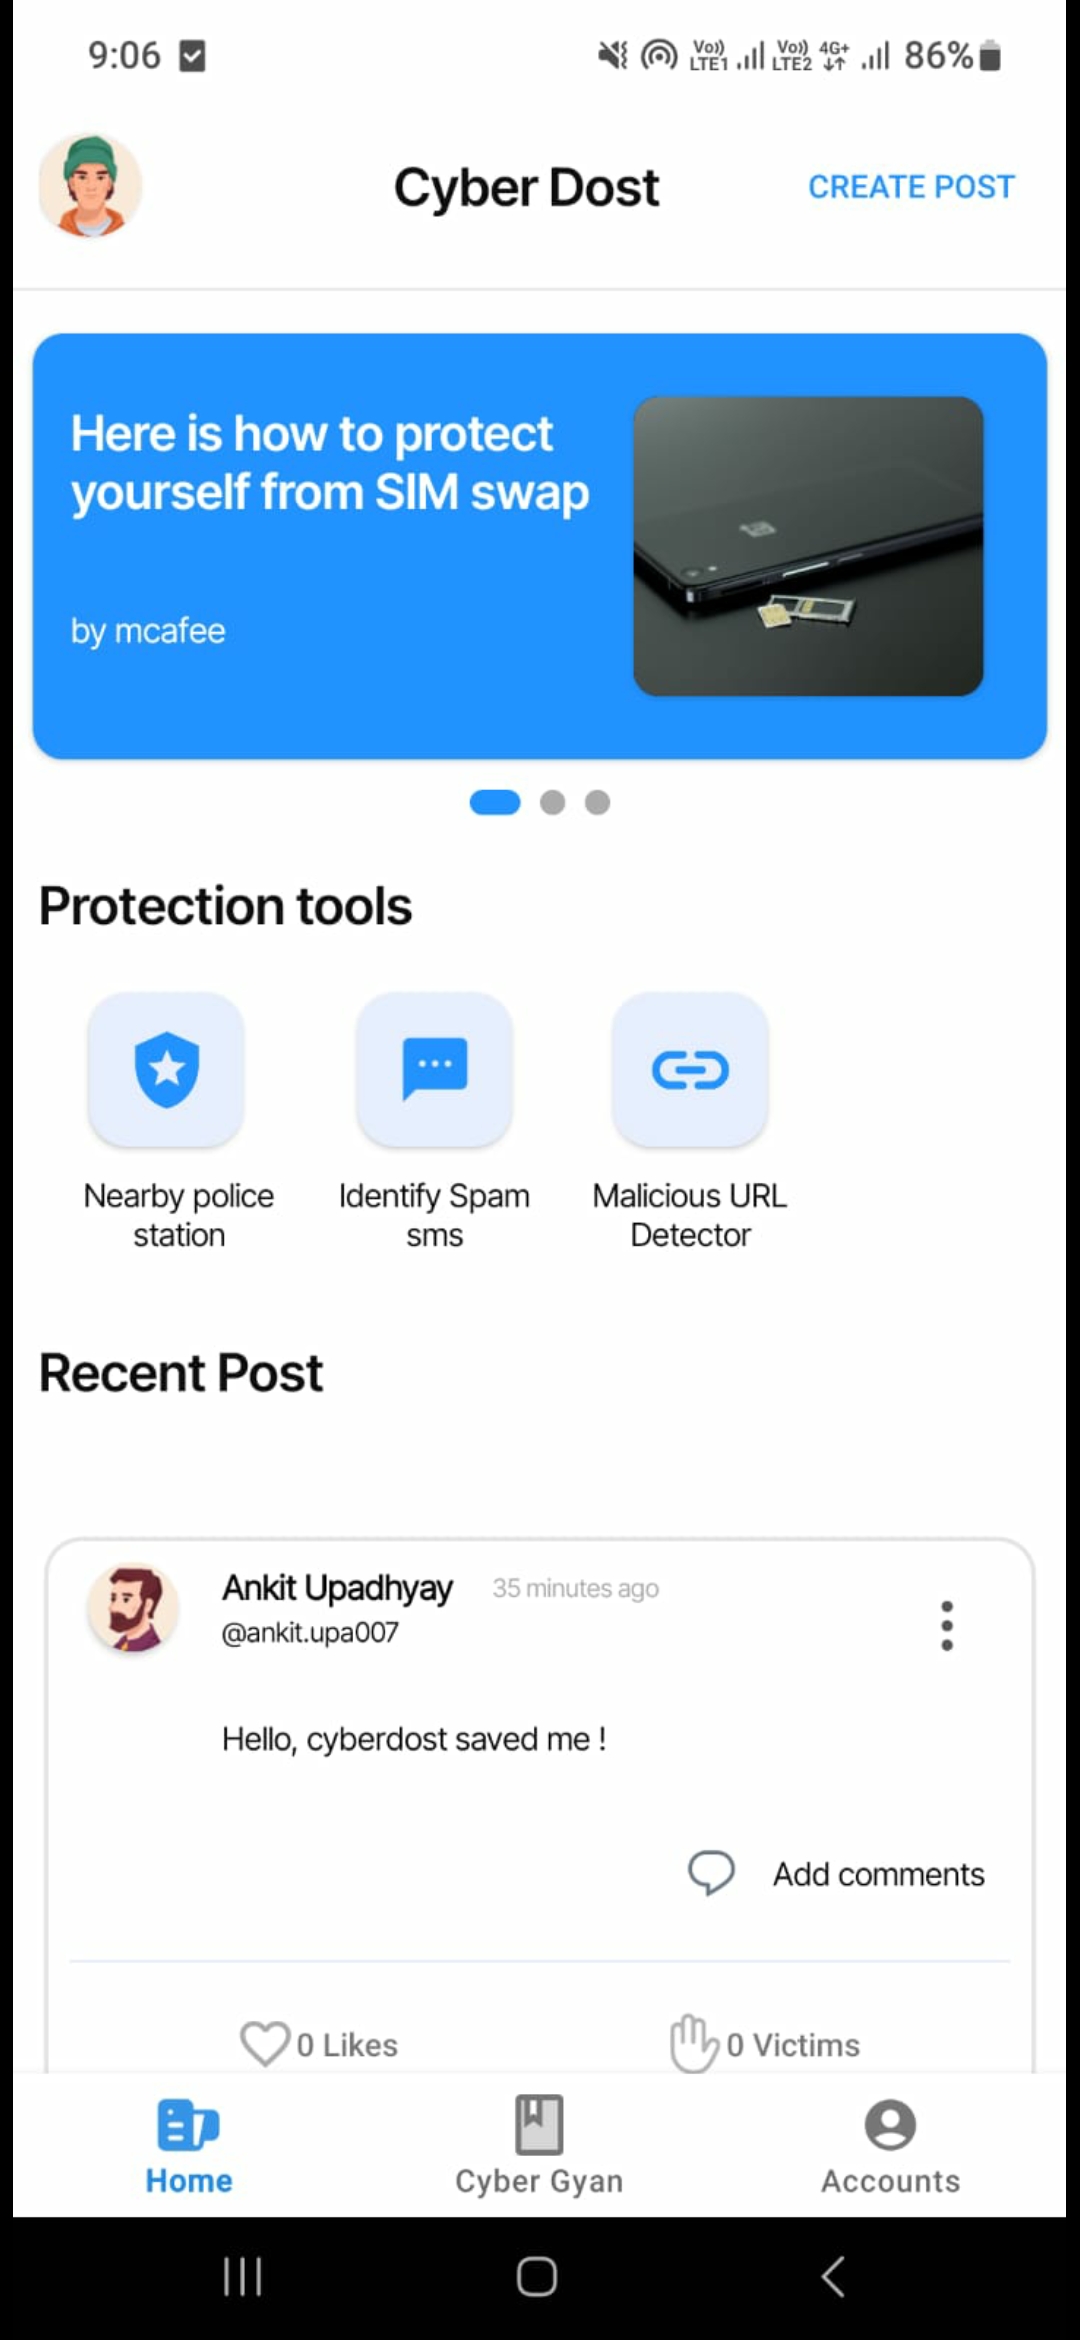 9:06
Vo)) LTE1 Vo)) LTE2 4G+ 86%
Cyber Dost
CREATE POST
Here is how to protect
yourself from SIM swap
by mcafee
Protection tools
Nearby police
station
Identify Spam
sms
Malicious URL
Detector
Recent Post
Ankit Upadhyay 35 minutes ago
@ankit.upa007
Hello, cyberdost saved me !
Add comments
0 Likes
0 Victims
Home
Cyber Gyan
Accounts